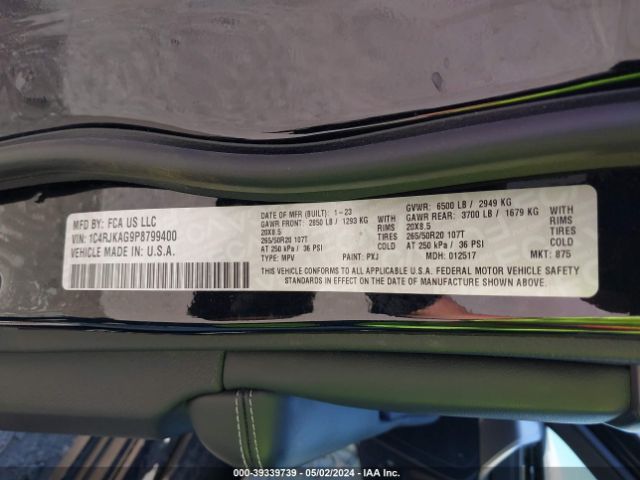 MFD BY: FCA US LLC
VIN: 1C4RJKAG9P8799400
VEHICLE MADE IN: U.S.A.
DATE OF MFR (BUILT): 1-23
GAWR FRONT: 2850 LB / 1293 KG WITH
20X8.5 RIMS
265/50R20 107T TIRES
AT 250 kPa / 36 PSI AT
TYPE: MPV PAINT: PXJ
GVWR: 6500 LB / 2949 KG
GAWR REAR: 3700 LB / 1679 KG WITH
20X8.5 RIMS
265/50R20 107T TIRES
AT 250 kPa / 36 PSI COLD
MDH: 012517 MKT: 875
THIS VEHICLE CONFORMS TO ALL APPLICABLE U.S.A. FEDERAL MOTOR VEHICLE SAFETY
STANDARDS IN EFFECT ON THE DATE OF MANUFACTURE SHOWN ABOVE.
000-39339739 - 05/02/2024 - IAA Inc.